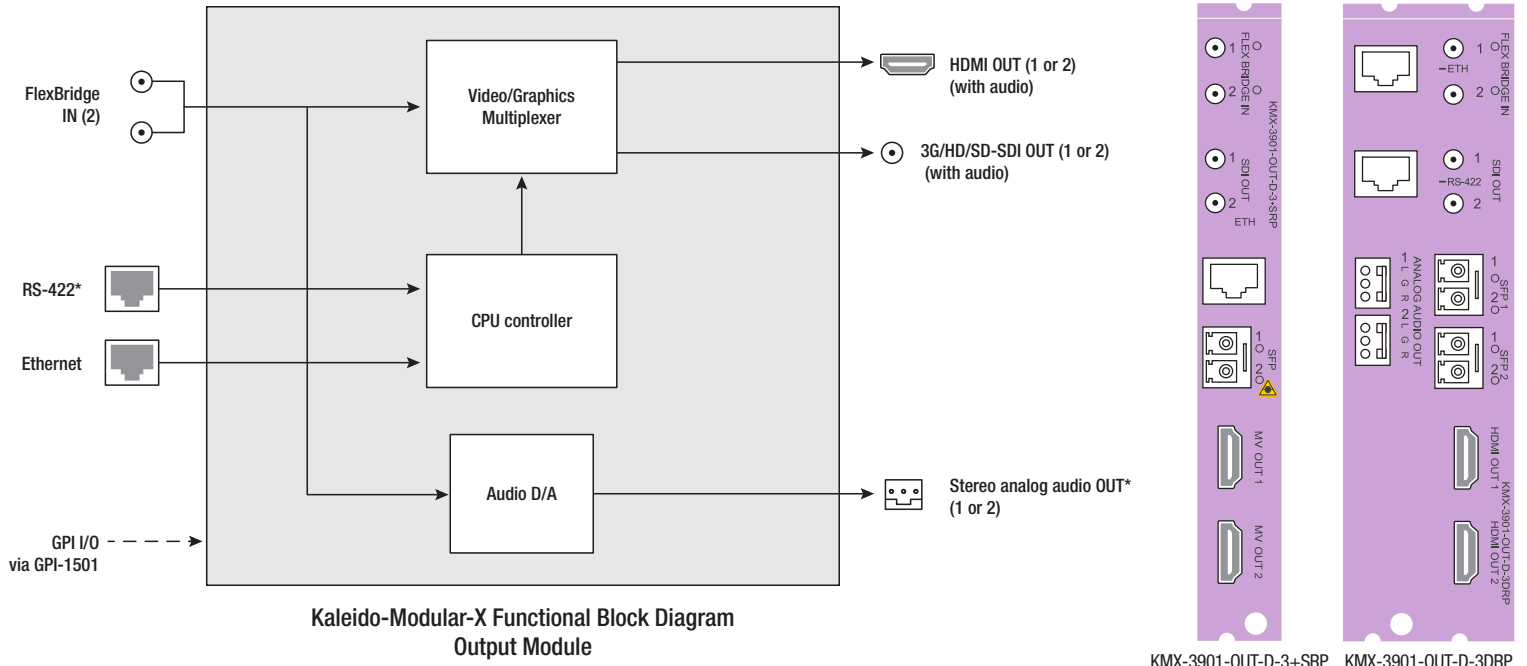 FlexBridge
IN (2)
Video/Graphics
Multiplexer
HDMI OUT (1 or 2)
(with audio)
3G/HD/SD-SDI OUT (1 or 2)
(with audio)
RS-422*
CPU controller
Ethernet
Audio D/A
Stereo analog audio OUT*
(1 or 2)
GPI I/O
via GPI-1501
Kaleido-Modular-X Functional Block Diagram
Output Module
1
2
FLEX BRIDGE IN
KMX-3901-OUT-D-3+SRP
1
2
SDI OUT
ETH
1
2
SFP
MV OUT 1
MV OUT 2
KMX-3901-OUT-D-3+SRP
1
ETH
2
FLEX BRIDGE IN
1
RS-422
2
SDI OUT
1
L
G
R
2
L
G
R
ANALOG AUDIO OUT
1
2
SFP 1
1
2
SFP 2
HDMI OUT 1
HDMI OUT 2
KMX-3901-OUT-D-3DRP
KMX-3901-OUT-D-3DRP